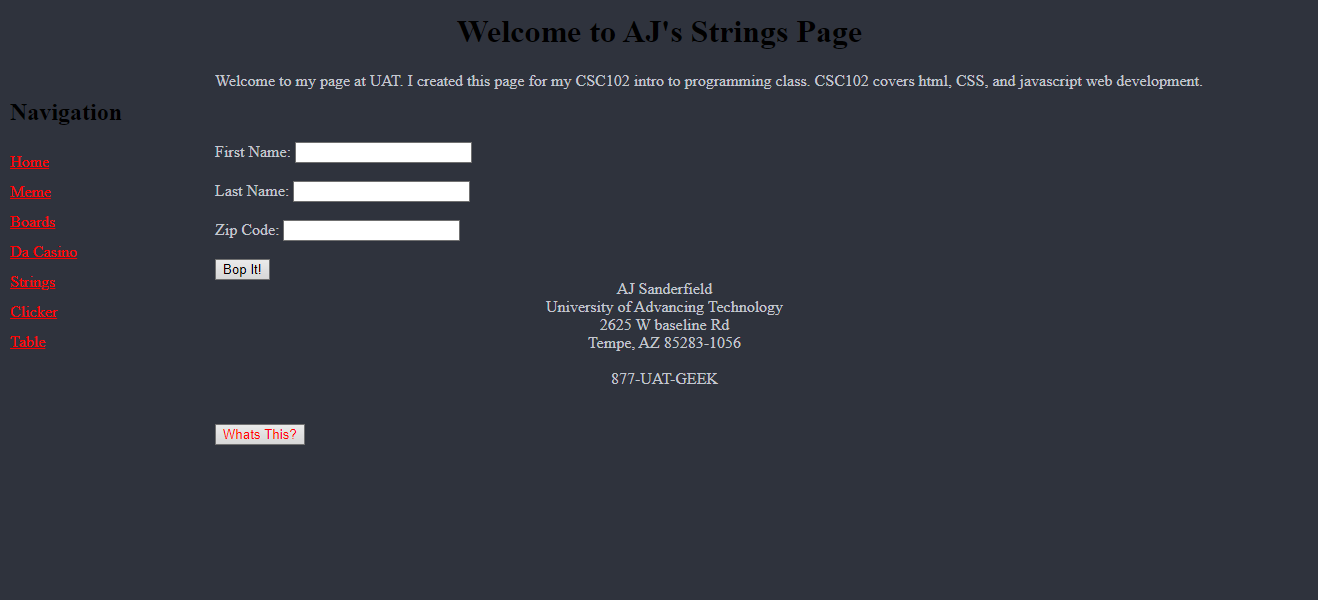 Welcome to AJ's Strings Page
Welcome to my page at UAT. I created this page for my CSC102 intro to programming class. CSC102 covers html, CSS, and javascript web development.
Navigation
Home
Meme
Boards
Da Casino
Strings
Clicker
Table
First Name:
Last Name:
Zip Code:
Bop It!
AJ Sanderfield
University of Advancing Technology
2625 W baseline Rd
Tempe, AZ 85283-1056
877-UAT-GEEK
Whats This?